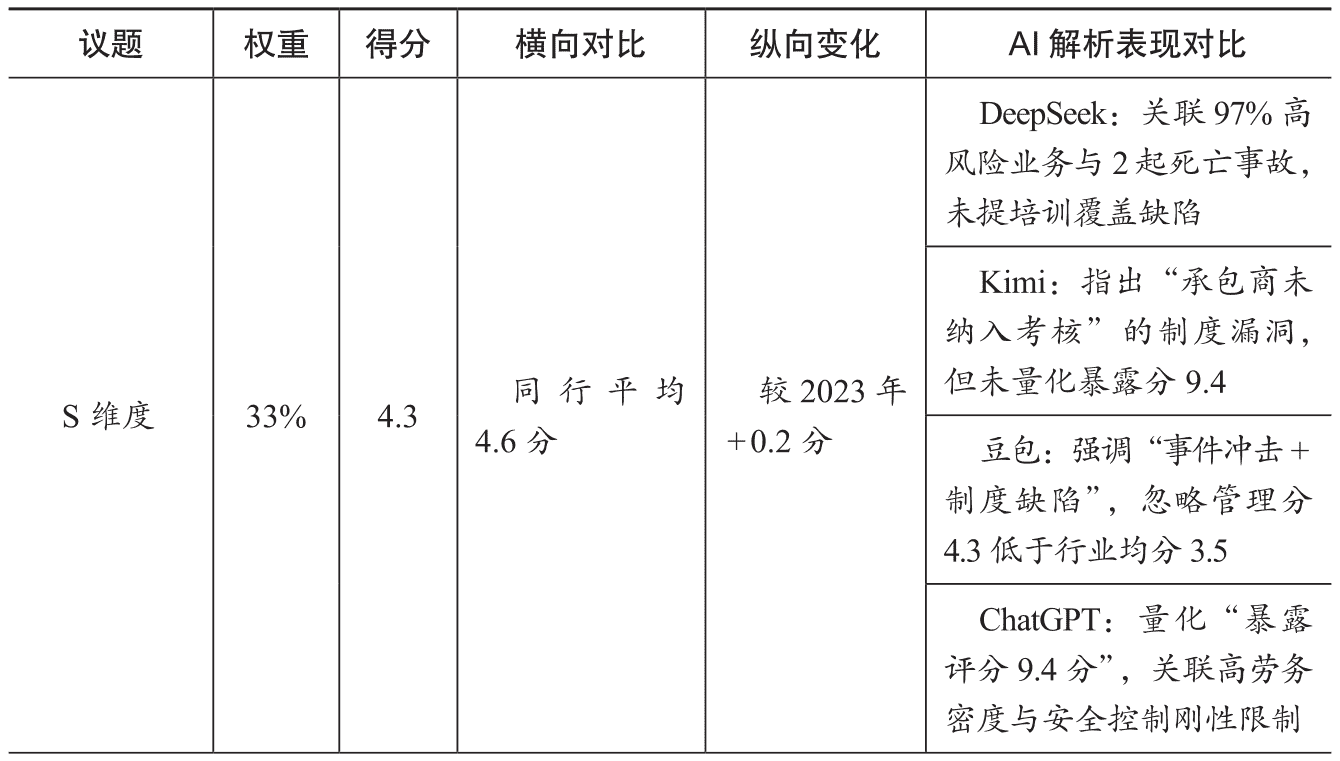 议题 权重 得分 横向对比 纵向变化 AI 解析表现对比
S 维度
33%
4.3
同行平均
4.6 分
较 2023 年
+0.2 分
DeepSeek：关联 97% 高
风险业务与 2 起死亡事故，
未提培训覆盖缺陷
Kimi：指出“承包商未
纳入考核”的制度漏洞，
但未量化暴露分 9.4
豆包：强调“事件冲击 +
制度缺陷”，忽略管理分
4.3 低于行业均分 3.5
ChatGPT：量化“暴露
评分 9.4 分”，关联高劳务
密度与安全控制刚性限制